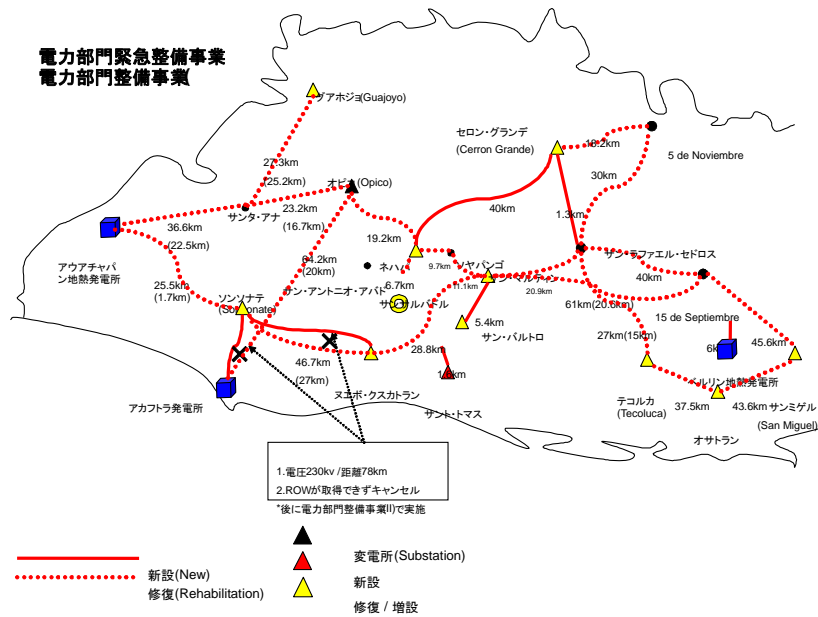 電力部門緊急整備事業
電力部門整備事業(
グアホジョ(Guajoyo)
セロン・グランデ
(Cerron Grande)
18.2km
5 de Noviembre
27.3km
(25.2km)
30km
オピコ(Opico)
23.2km
(16.7km)
サンタ・アナ
40km
1.3km
36.6km
(22.5km)
19.2km
64.2km
(20km)
ネハパ
9.7km
ソヤパンゴ
サン・ラファエル・セドロス
アウアチャパ
ン地熱発電所
25.5km
(1.7km)
サン・アントニオ・アバド
6.7km
11.1km
サン・マルティン
20.9km
40km
ソンソナテ
(Sonsonate)
サンサルバドル
61km(20.6km)
15 de Septiembre
5.4km
サン・バルトロ
27km(15km)
6km
45.6km
46.7km
(27km)
28.8km
ヌエボ・クスカトラン
サント・トマス
テコルカ
(Tecoluca)
ベルリン地熱発電所
37.5km
43.6km
サンミゲル
(San Miguel)
オサトラン
アカフトラ発電所
1.電圧230kv /距離78km
2.ROWが取得できずキャンセル
*後に電力部門整備事業II)で実施
新設(New)
修復(Rehabilitation)
変電所(Substation)
新設
修復 / 増設